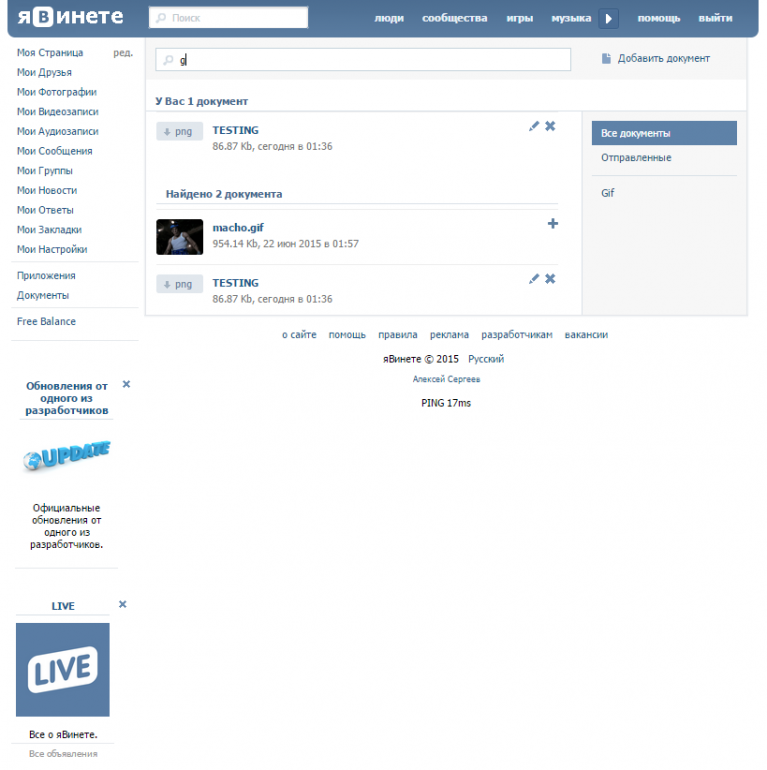 яВинете
Поиск
люди сообщества игры музыка помощь выйти
Моя Страница ред.
Мои Друзья
Мои Фотографии
Мои Видеозаписи
Мои Аудиозаписи
Мои Сообщения
Мои Группы
Мои Новости
Мои Ответы
Мои Закладки
Мои Настройки
Приложения
Документы
Free Balance
Обновления от
одного из
разработчиков
UPDATE
Официальные
обновления от
одного из
разработчиков.
LIVE
LIVE
Все о яВинете.
Все объявления
g
Добавить документ
У Вас 1 документ
png TESTING
86.87 Kb, сегодня в 01:36
Найдено 2 документа
macho.gif
954.14 Kb, 22 июн 2015 в 01:57
png TESTING
86.87 Kb, сегодня в 01:36
Все документы
Отправленные
Gif
о сайте помощь правила реклама разработчикам вакансии
яВинете © 2015 Русский
Алексей Сергеев
PING 17ms